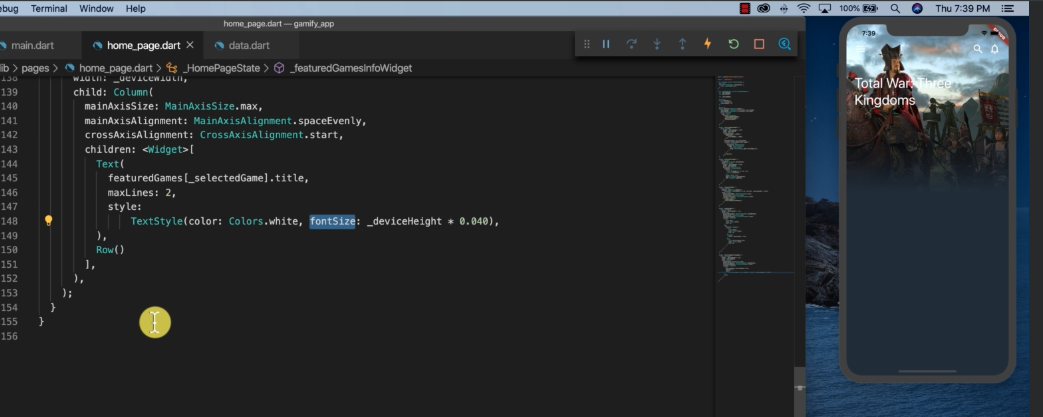 ebug Terminal Window Help 100% Thu 7:39 PM
home_page.dart — gamify_app
main.dart home_page.dart data.dart
lib > pages > home_page.dart > _HomePageState > _featuredGamesInfoWidget
138 width: _deviceWidth,
139 child: Column(
140 mainAxisSize: MainAxisSize.max,
141 mainAxisAlignment: MainAxisAlignment.spaceEvenly,
142 crossAxisAlignment: CrossAxisAlignment.start,
143 children: <Widget>[
144 Text(
145 featuredGames[_selectedGame].title,
146 maxLines: 2,
147 style:
148 TextStyle(color: Colors.white, fontSize: _deviceHeight * 0.040),
149 ),
150 Row()
151 ],
152 ),
153 );
154 }
155 }
156
7:39
Total War: Three
Kingdoms